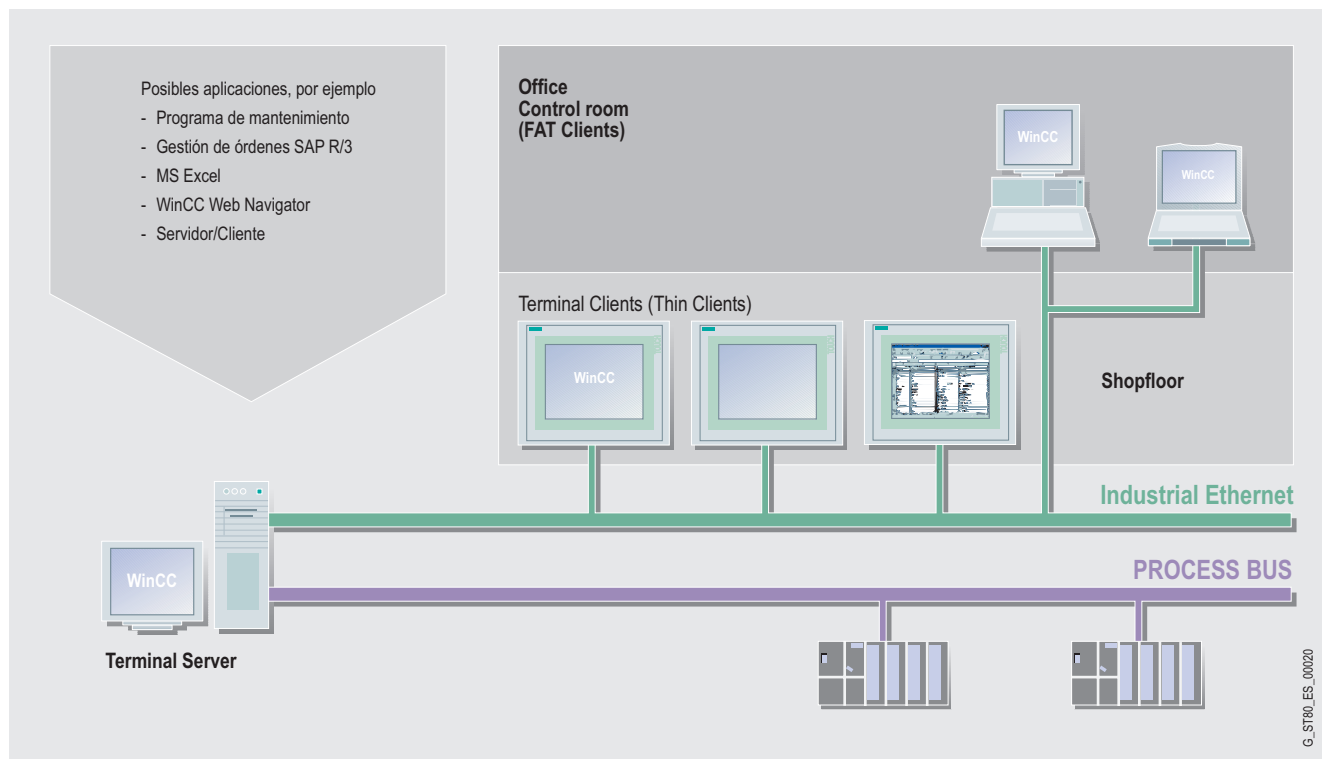 Posibles aplicaciones, por ejemplo
- Programa de mantenimiento
- Gestión de órdenes SAP R/3
- MS Excel
- WinCC Web Navigator
- Servidor/Cliente
Office
Control room
(FAT Clients)
WinCC
WinCC
Terminal Clients (Thin Clients)
WinCC
Shopfloor
Industrial Ethernet
PROCESS BUS
WinCC
Terminal Server
G_ST80_ES_00020